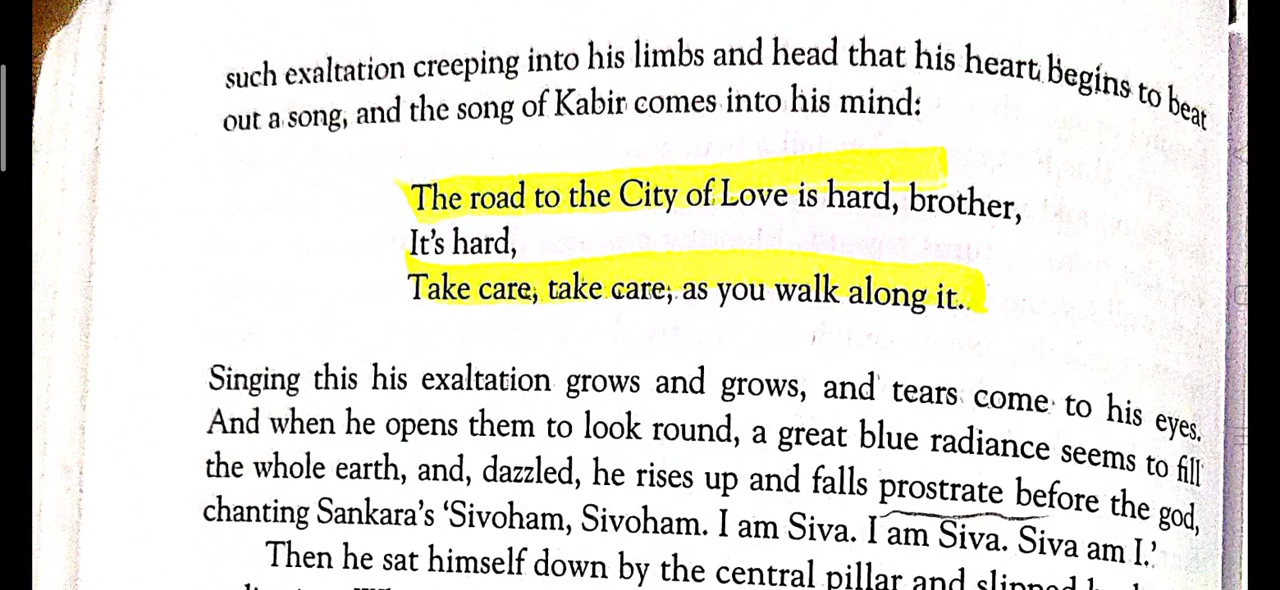 such exaltation creeping into his limbs and head that his heart begins to beat
out a song, and the song of Kabir comes into his mind:
The road to the City of Love is hard, brother,
It's hard,
Take care, take care, as you walk along it..
Singing this his exaltation grows and grows, and tears come to his eyes.
And when he opens them to look round, a great blue radiance seems to fill
the whole earth, and, dazzled, he rises up and falls prostrate before the god,
chanting Sankara's ‘Sivoham, Sivoham. I am Siva. I am Siva. Siva am I.’
Then he sat himself down by the central pillar and